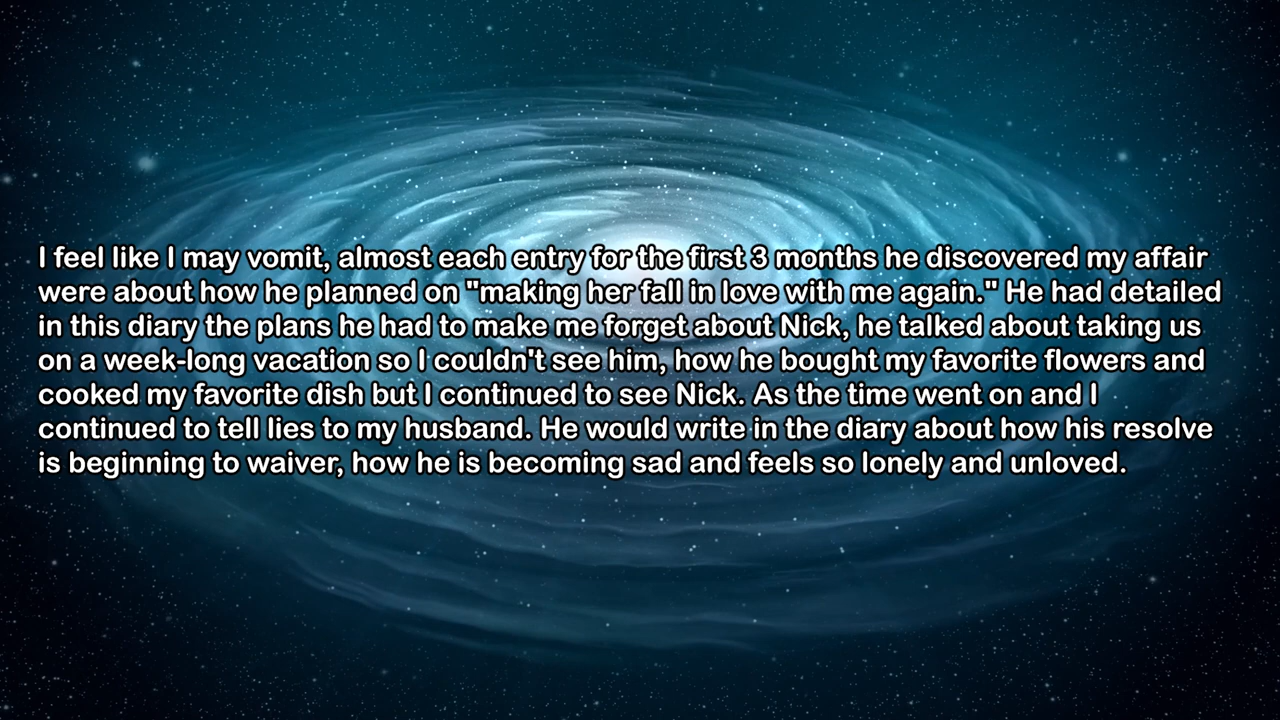 I feel like I may vomit, almost each entry for the first 3 months he discovered my affair
were about how he planned on "making her fall in love with me again." He had detailed
in this diary the plans he had to make me forget about Nick, he talked about taking us
on a week-long vacation so I couldn't see him, how he bought my favorite flowers and
cooked my favorite dish but I continued to see Nick. As the time went on and I
continued to tell lies to my husband. He would write in the diary about how his resolve
is beginning to waiver, how he is becoming sad and feels so lonely and unloved.